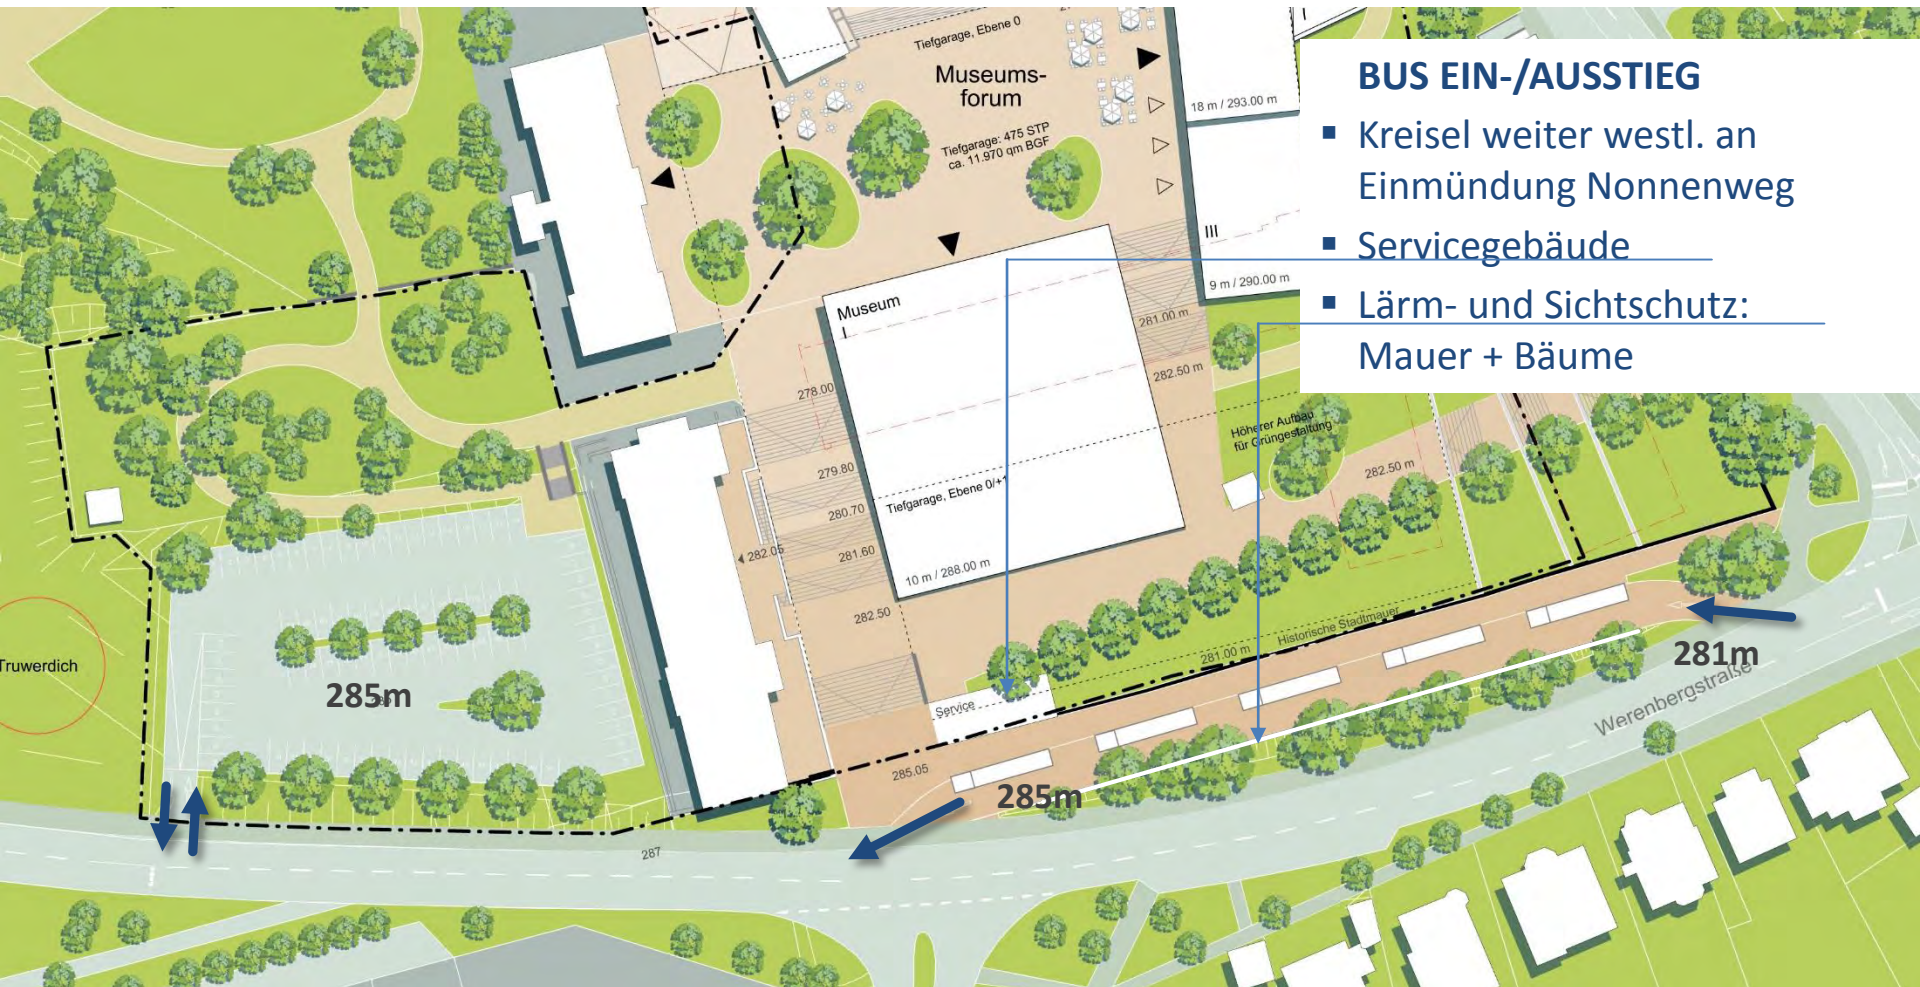 Tiefgarage, Ebene 0
Museums-
forum
Tiefgarage: 475 STP
ca. 11.970 qm BGF
I
18 m / 293.00 m
III
9 m / 290.00 m
BUS EIN-/AUSSTIEG
▪ Kreisel weiter westl. an
Einmündung Nonnenweg
▪ Servicegebäude
▪ Lärm- und Sichtschutz:
Mauer + Bäume
Museum
I
281.00 m
282.50 m
278.00
279.80
280.70
281.60
282.05
282.50
Tiefgarage, Ebene 0/+1
10 m / 288.00 m
Höherer Aufbau
für Grüngestaltung
282.50 m
Historische Stadtmauer
281.00 m
Service
285.05
Truwerdich
285m
285m
281m
Werenbergstraße
287